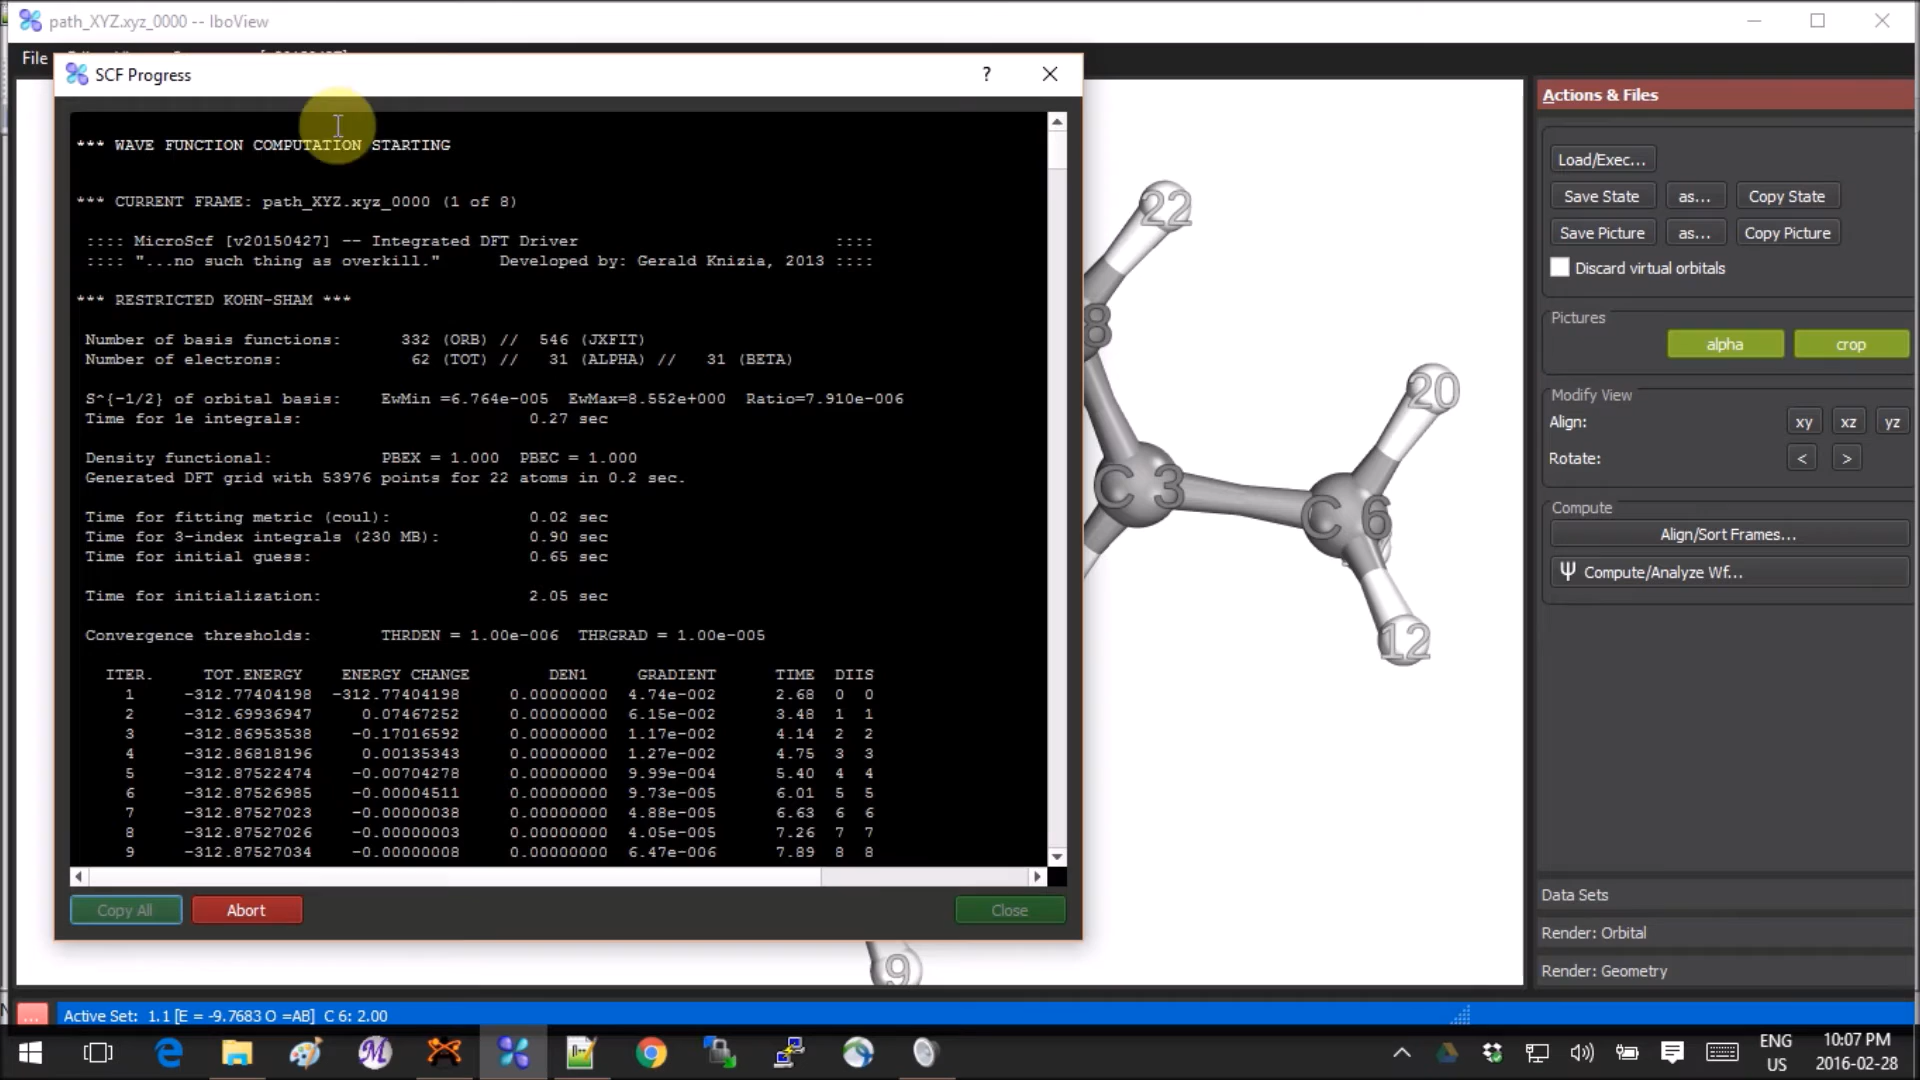 path_XYZ.xyz_0000 -- IboView
File
SCF Progress
?
*** WAVE FUNCTION COMPUTATION STARTING
*** CURRENT FRAME: path_XYZ.xyz_0000 (1 of 8)
:::: MicroScf [v20150427] -- Integrated DFT Driver ::::
:::: "...no such thing as overkill." Developed by: Gerald Knizia, 2013 ::::
*** RESTRICTED KOHN-SHAM ***
Number of basis functions: 332 (ORB) // 546 (JXFIT)
Number of electrons: 62 (TOT) // 31 (ALPHA) // 31 (BETA)
S^{-1/2} of orbital basis: EwMin =6.764e-005 EwMax=8.552e+000 Ratio=7.910e-006
Time for 1e integrals: 0.27 sec
Density functional: PBEX = 1.000 PBEC = 1.000
Generated DFT grid with 53976 points for 22 atoms in 0.2 sec.
Time for fitting metric (coul): 0.02 sec
Time for 3-index integrals (230 MB): 0.90 sec
Time for initial guess: 0.65 sec
Time for initialization: 2.05 sec
Convergence thresholds: THRDEN = 1.00e-006 THRGRAD = 1.00e-005
ITER. TOT.ENERGY ENERGY CHANGE DEN1 GRADIENT TIME DIIS
1 -312.77404198 -312.77404198 0.00000000 4.74e-002 2.68 0 0
2 -312.69936947 0.07467252 0.00000000 6.15e-002 3.48 1 1
3 -312.86953538 -0.17016592 0.00000000 1.17e-002 4.14 2 2
4 -312.86818196 0.00135343 0.00000000 1.27e-002 4.75 3 3
5 -312.87522474 -0.00704278 0.00000000 9.99e-004 5.40 4 4
6 -312.87526985 -0.00004511 0.00000000 9.73e-005 6.01 5 5
7 -312.87527023 -0.00000038 0.00000000 4.88e-005 6.63 6 6
8 -312.87527026 -0.00000003 0.00000000 4.05e-005 7.26 7 7
9 -312.87527034 -0.00000008 0.00000000 6.47e-006 7.89 8 8
Copy All
Abort
Close
22
8
20
C 3
C 6
12
9
Actions & Files
Load/Exec...
Save State as... Copy State
Save Picture as... Copy Picture
Discard virtual orbitals
Pictures
alpha crop
Modify View
Align: xy xz yz
Rotate: < >
Compute
Align/Sort Frames...
Ψ Compute/Analyze Wf...
Data Sets
Render: Orbital
Render: Geometry
... Active Set: 1.1 [E = -9.7683 O =AB] C 6: 2.00
ENG
US
10:07 PM
2016-02-28